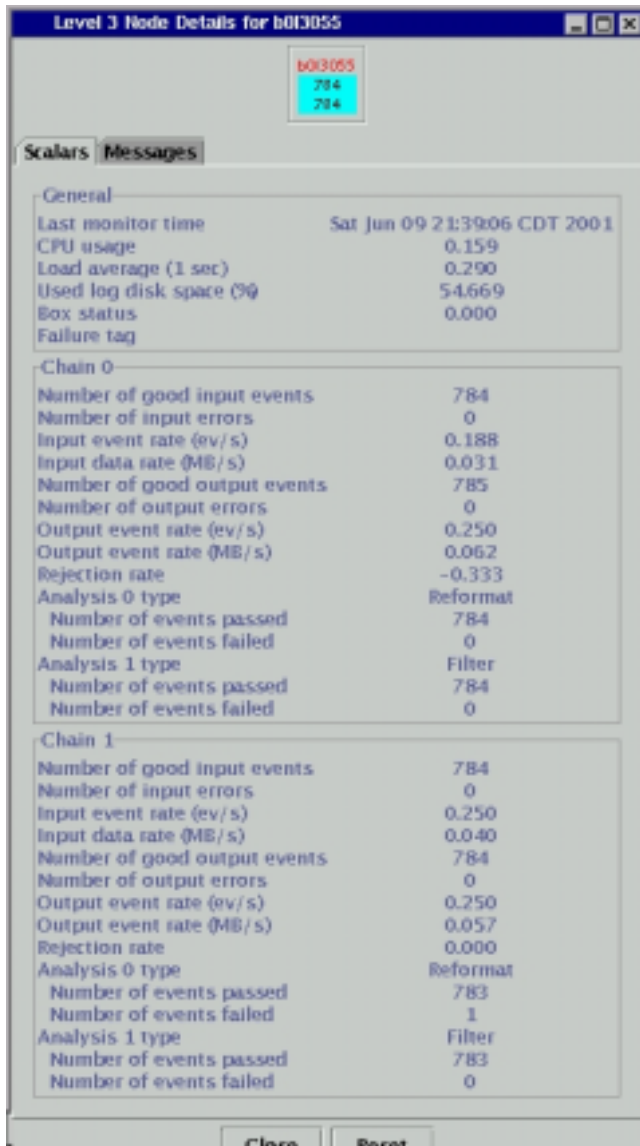 Level 3 Node Details for b0l3055
b0l3055
784
784
Scalars Messages
General
Last monitor time Sat Jun 09 21:39:06 CDT 2001
CPU usage 0.159
Load average (1 sec) 0.290
Used log disk space (%) 54.669
Box status 0.000
Failure tag
Chain 0
Number of good input events 784
Number of input errors 0
Input event rate (ev/s) 0.188
Input data rate (MB/s) 0.031
Number of good output events 785
Number of output errors 0
Output event rate (ev/s) 0.250
Output event rate (MB/s) 0.062
Rejection rate -0.333
Analysis 0 type Reformat
Number of events passed 784
Number of events failed 0
Analysis 1 type Filter
Number of events passed 784
Number of events failed 0
Chain 1
Number of good input events 784
Number of input errors 0
Input event rate (ev/s) 0.250
Input data rate (MB/s) 0.040
Number of good output events 784
Number of output errors 0
Output event rate (ev/s) 0.250
Output event rate (MB/s) 0.057
Rejection rate 0.000
Analysis 0 type Reformat
Number of events passed 783
Number of events failed 1
Analysis 1 type Filter
Number of events passed 783
Number of events failed 0
Close Reset